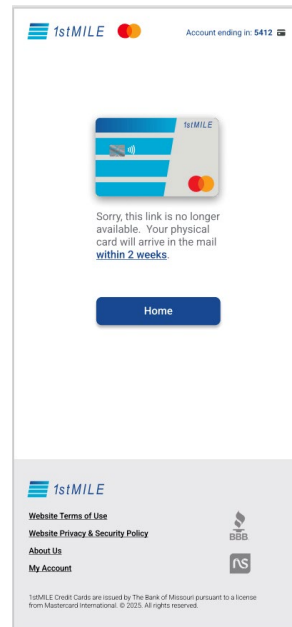 1stMILE
Account ending in: 5412
1stMILE
Sorry, this link is no longer
available. Your physical
card will arrive in the mail
within 2 weeks.
Home
1stMILE
Website Terms of Use
Website Privacy & Security Policy
About Us
My Account
BBB
ns
1stMILE Credit Cards are issued by The Bank of Missouri pursuant to a license
from Mastercard International. © 2025. All rights reserved.